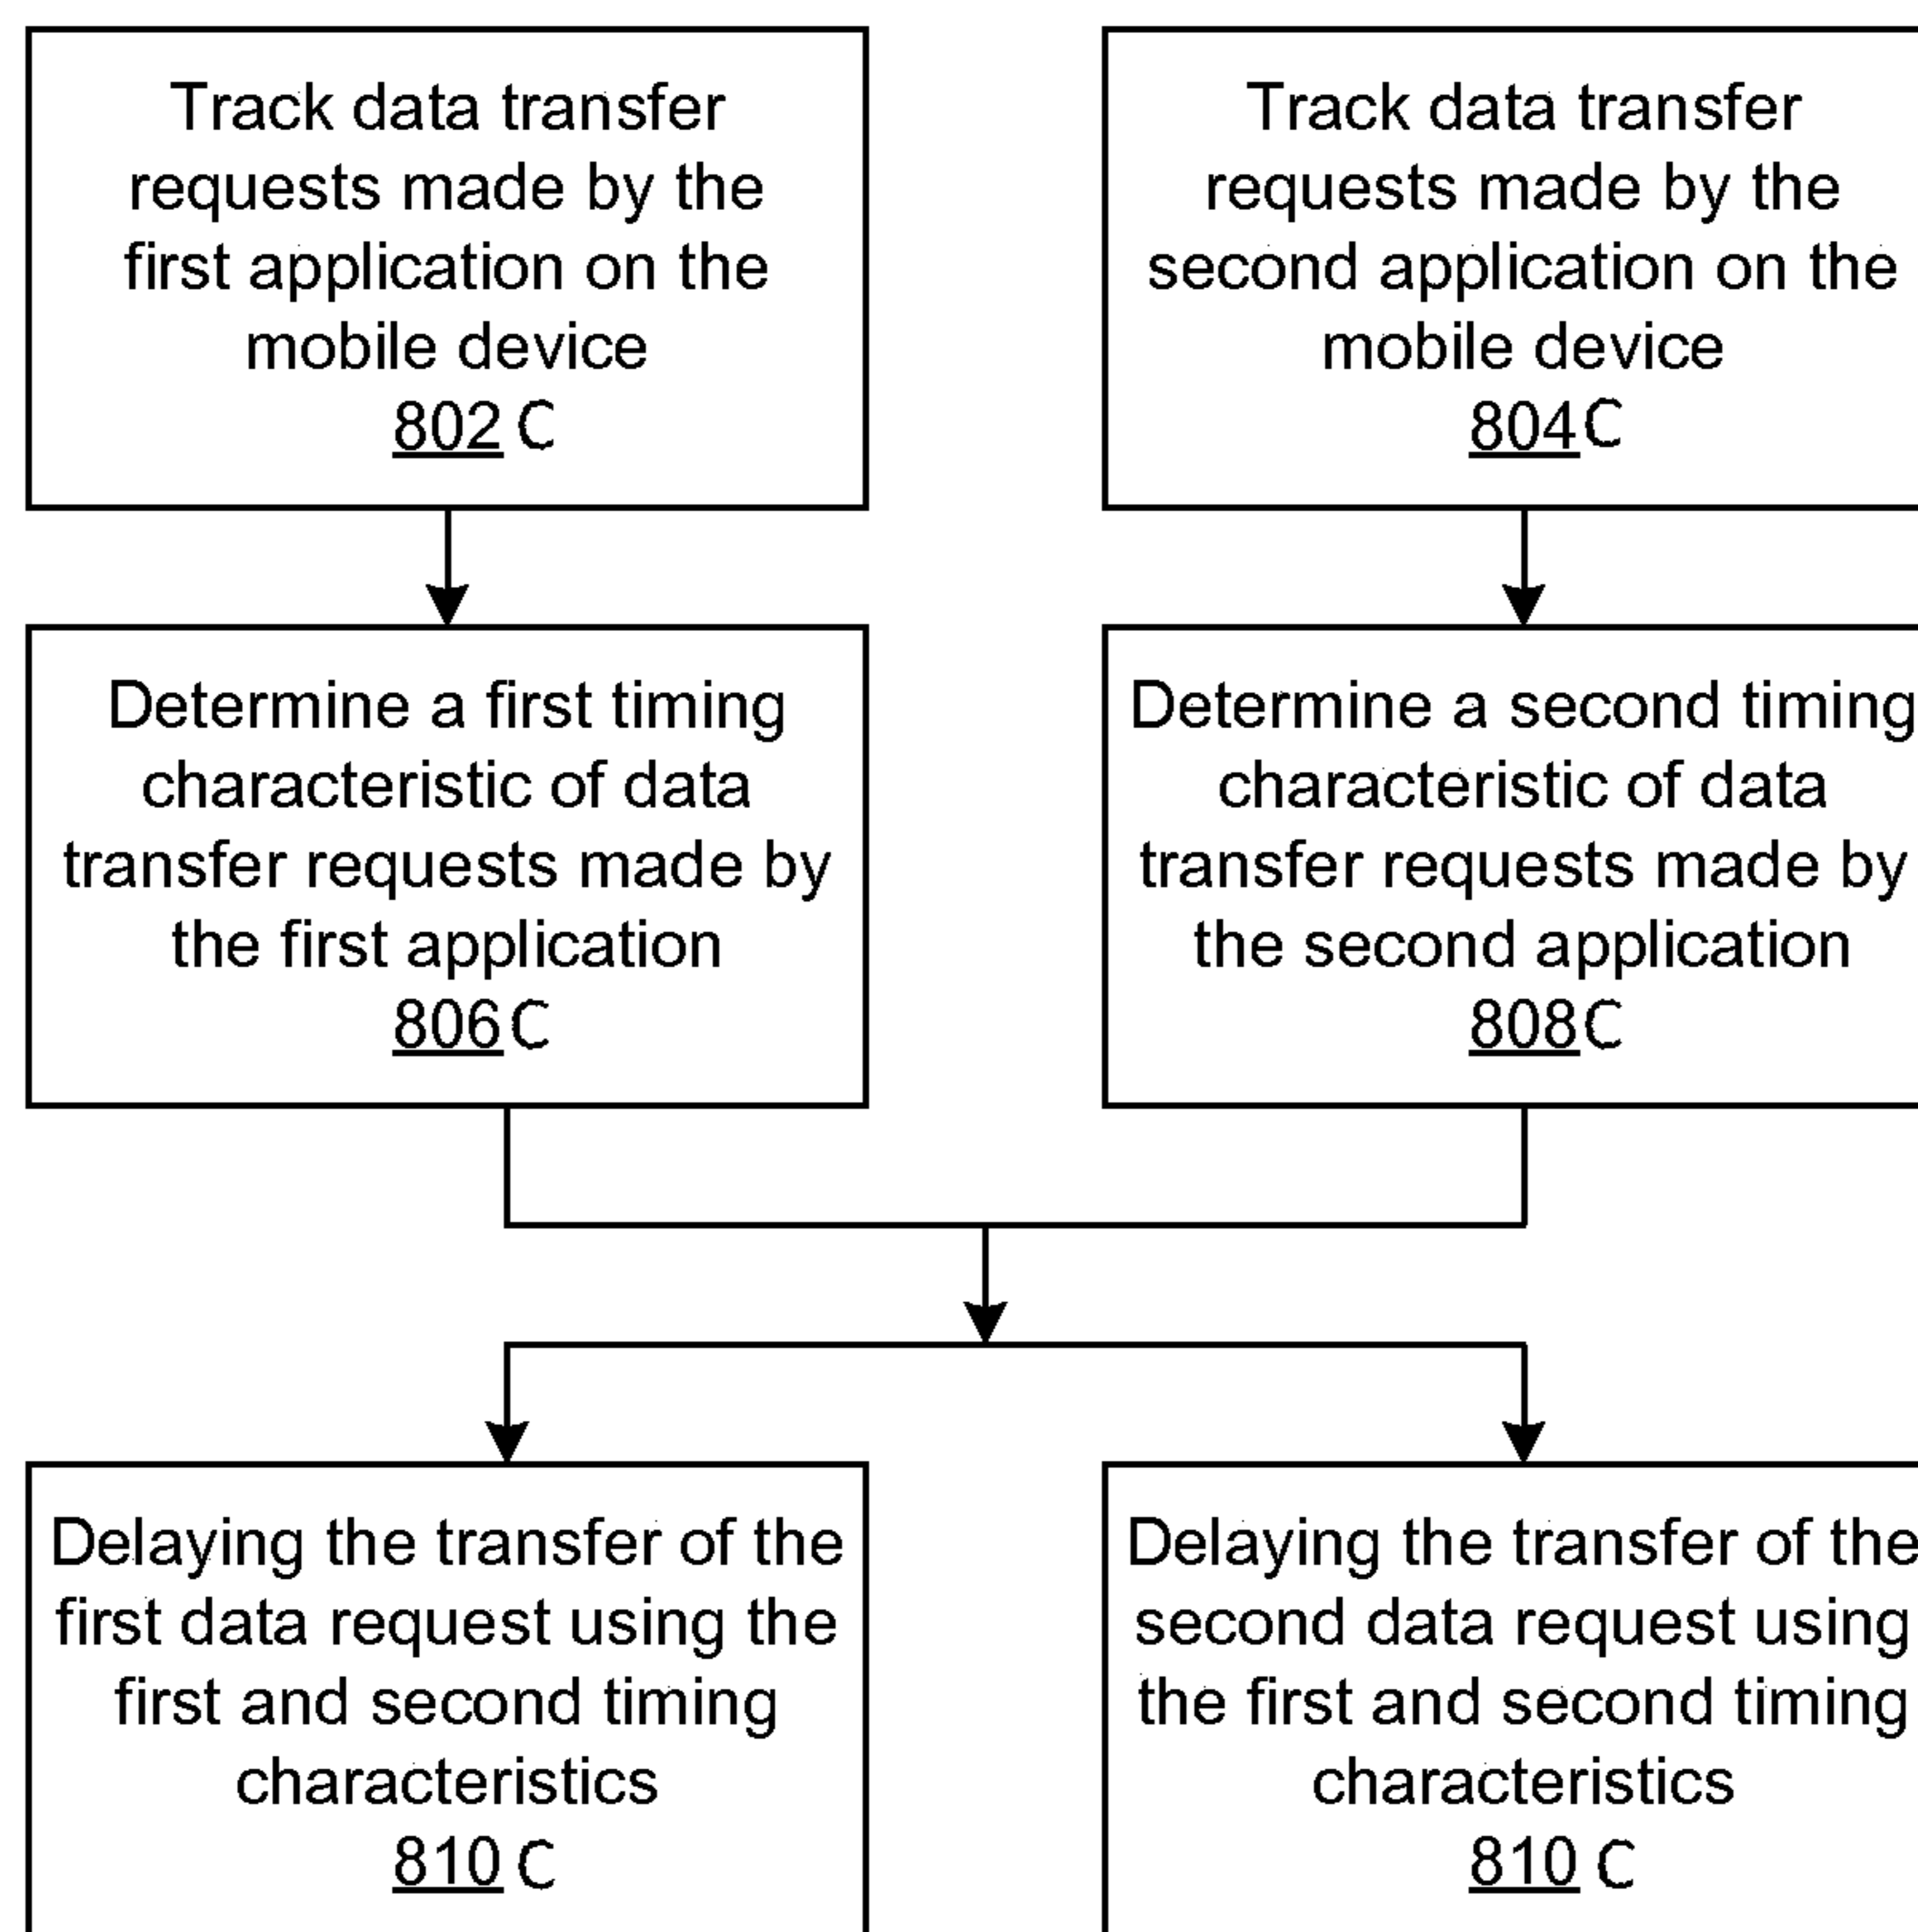 Track data transfer
requests made by the
first application on the
mobile device
802 C
Track data transfer
requests made by the
second application on the
mobile device
804 C
Determine a first timing
characteristic of data
transfer requests made by
the first application
806 C
Determine a second timing
characteristic of data
transfer requests made by
the second application
808 C
Delaying the transfer of the
first data request using the
first and second timing
characteristics
810 C
Delaying the transfer of the
second data request using
the first and second timing
characteristics
810 C